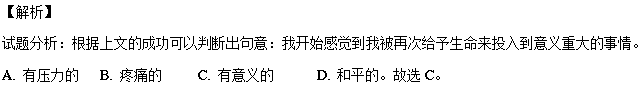 【解析】
试题分析：根据上文的成功可以判断出句意：我开始感觉到我被再次给予生命来投入到意义重大的事情。
A. 有压力的 B. 疼痛的 C. 有意义的 D. 和平的。故选 C。